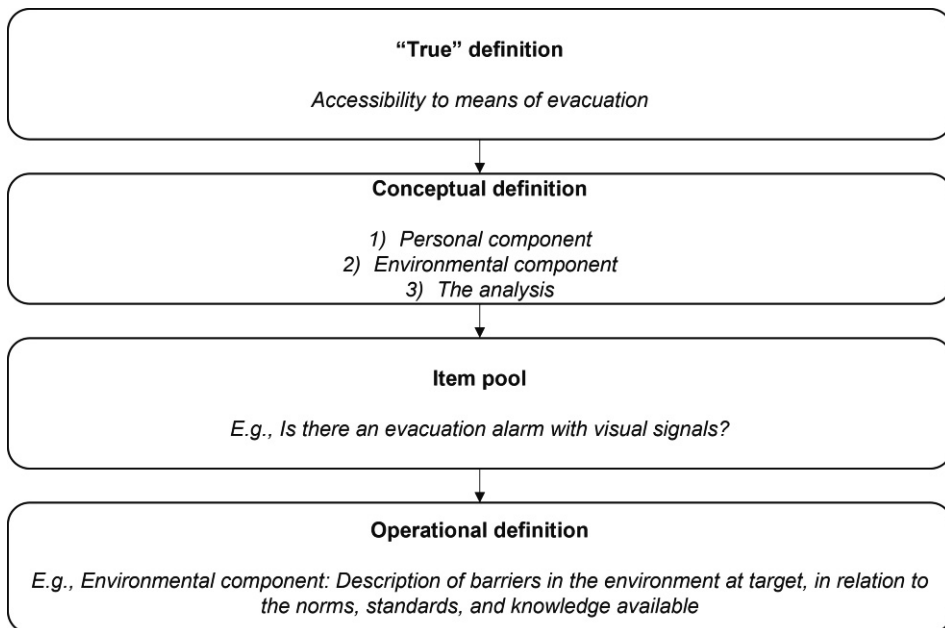 “True” definition
Accessibility to means of evacuation
Conceptual definition
1) Personal component
2) Environmental component
3) The analysis
Item pool
E.g., Is there an evacuation alarm with visual signals?
Operational definition
E.g., Environmental component: Description of barriers in the environment at target, in relation to
the norms, standards, and knowledge available